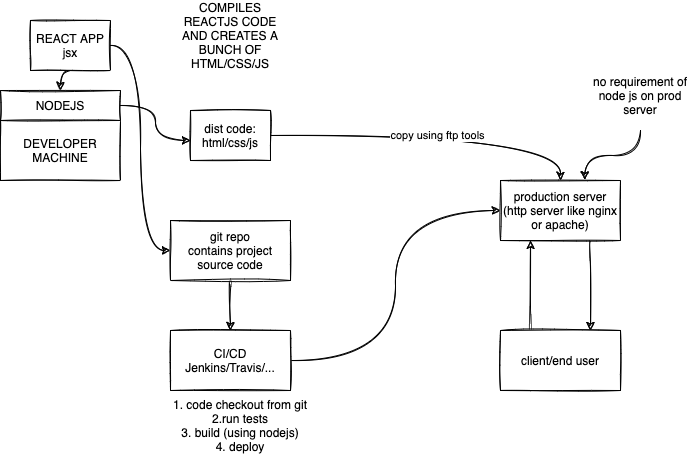 COMPILES
REACTJS CODE
AND CREATES A
BUNCH OF
HTML/CSS/JS
REACT APP
jsx
NODEJS
DEVELOPER
MACHINE
dist code:
html/css/js
copy using ftp tools
no requirement of
node js on prod
server
production server
(http server like nginx
or apache)
git repo
contains project
source code
CI/CD
Jenkins/Travis/...
client/end user
1. code checkout from git
2.run tests
3. build (using nodejs)
4. deploy